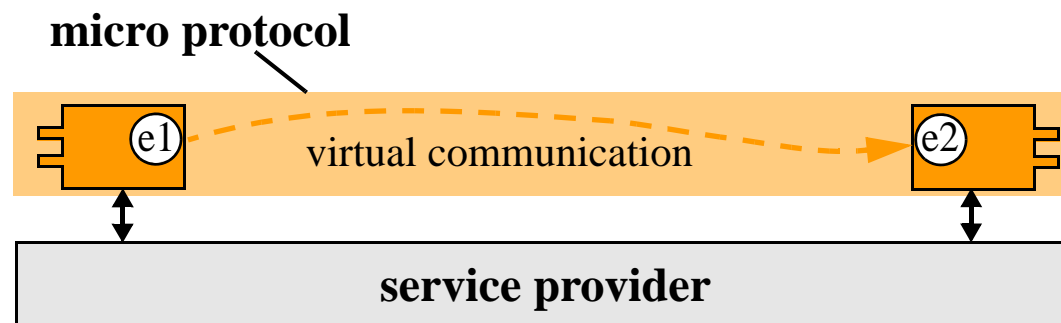 micro protocol
e1
virtual communication
e2
service provider